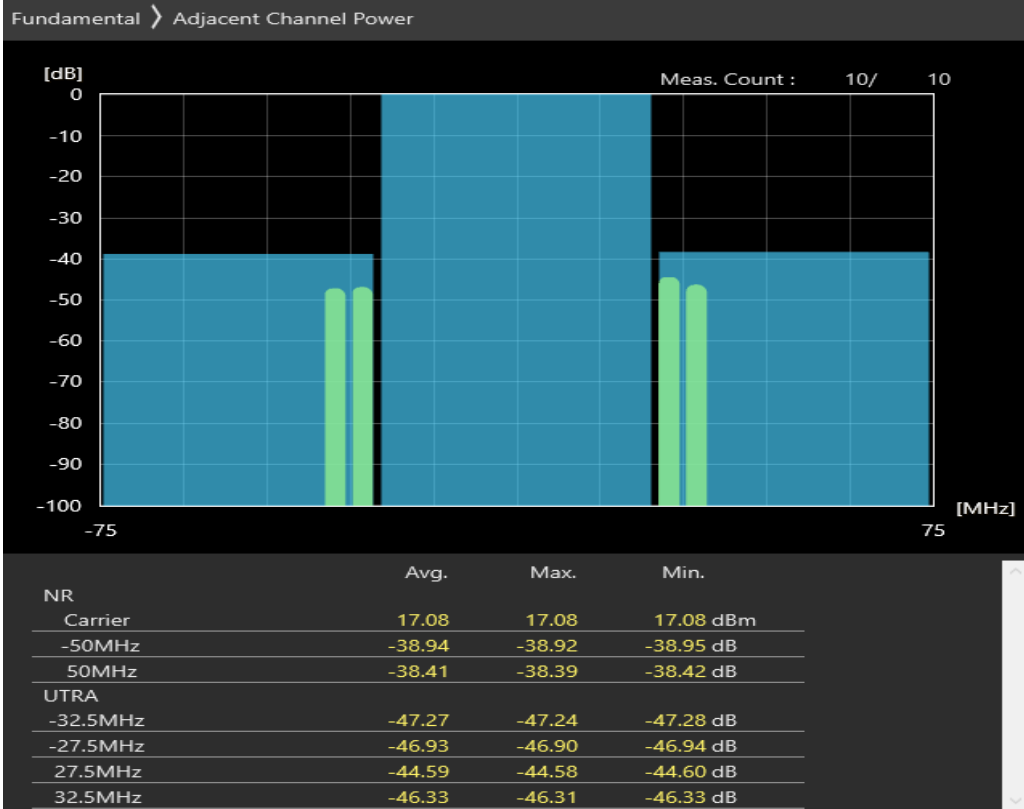 Fundamental 〉 Adjacent Channel Power
[dB]
Meas. Count : 10/ 10
0
-10
-20
-30
-40
-50
-60
-70
-80
-90
-100
[MHz]
-75 75
Avg. Max. Min.
NR
Carrier 17.08 17.08 17.08 dBm
-50MHz -38.94 -38.92 -38.95 dB
50MHz -38.41 -38.39 -38.42 dB
UTRA
-32.5MHz -47.27 -47.24 -47.28 dB
-27.5MHz -46.93 -46.90 -46.94 dB
27.5MHz -44.59 -44.58 -44.60 dB
32.5MHz -46.33 -46.31 -46.33 dB